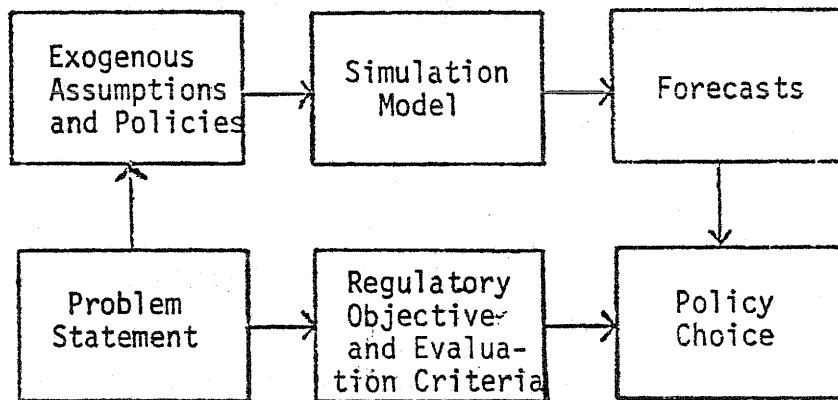 Exogenous
Assumptions
and Policies
Simulation
Model
Forecasts
Problem
Statement
Regulatory
Objective
and Evalua-
tion Criteria
Policy
Choice